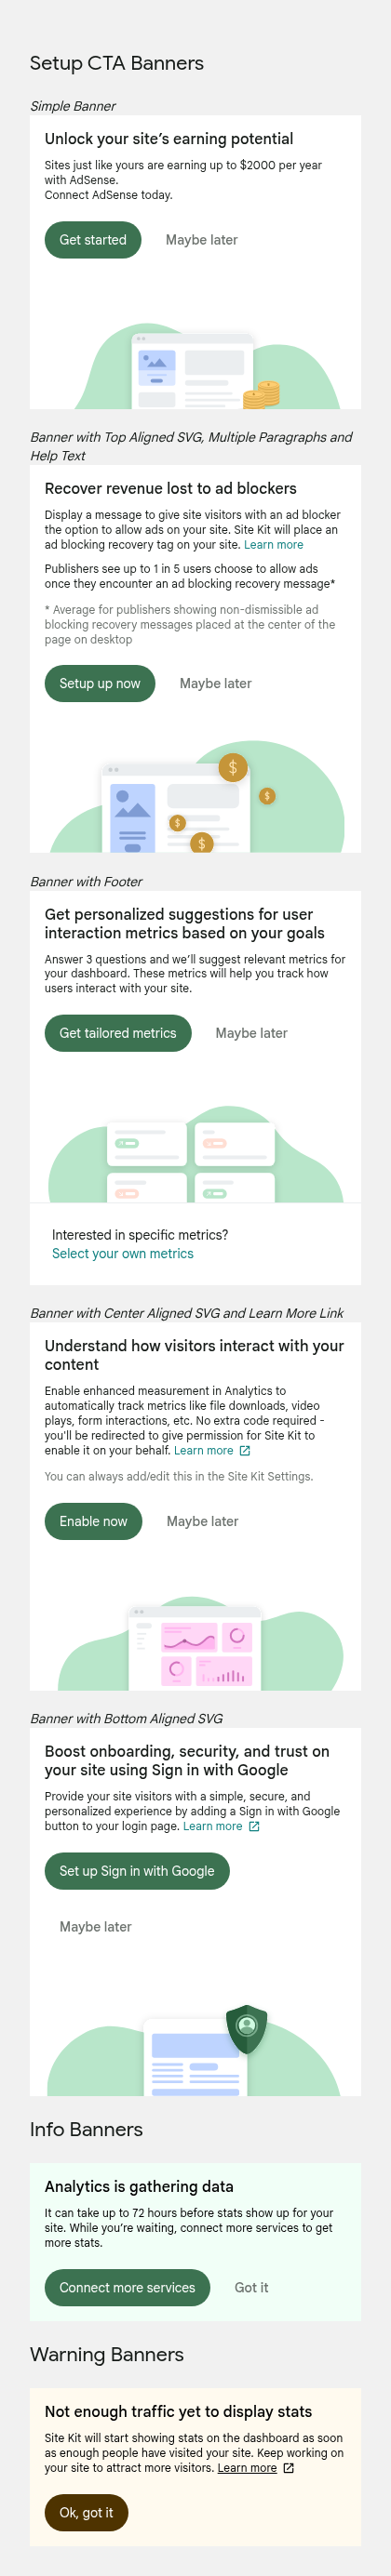 Setup CTA Banners
Simple Banner
Unlock your site's earning potential
Sites just like yours are earning up to $2000 per year
with AdSense.
Connect AdSense today.
Get started
Maybe later
Banner with Top Aligned SVG, Multiple Paragraphs and
Help Text
Recover revenue lost to ad blockers
Display a message to give site visitors with an ad blocker
the option to allow ads on your site. Site Kit will place an
ad blocking recovery tag on your site. Learn more
Publishers see up to 1 in 5 users choose to allow ads
once they encounter an ad blocking recovery message*
* Average for publishers showing non-dismissible ad
blocking recovery messages placed at the center of the
page on desktop
Setup up now
Maybe later
$
$
$
$
Banner with Footer
Get personalized suggestions for user
interaction metrics based on your goals
Answer 3 questions and we'll suggest relevant metrics for
your dashboard. These metrics will help you track how
users interact with your site.
Get tailored metrics
Maybe later
Interested in specific metrics?
Select your own metrics
Banner with Center Aligned SVG and Learn More Link
Understand how visitors interact with your
content
Enable enhanced measurement in Analytics to
automatically track metrics like file downloads, video
plays, form interactions, etc. No extra code required -
you'll be redirected to give permission for Site Kit to
enable it on your behalf. Learn more
You can always add/edit this in the Site Kit Settings.
Enable now
Maybe later
Banner with Bottom Aligned SVG
Boost onboarding, security, and trust on
your site using Sign in with Google
Provide your site visitors with a simple, secure, and
personalized experience by adding a Sign in with Google
button to your login page. Learn more
Set up Sign in with Google
Maybe later
Info Banners
Analytics is gathering data
It can take up to 72 hours before stats show up for your
site. While you're waiting, connect more services to get
more stats.
Connect more services
Got it
Warning Banners
Not enough traffic yet to display stats
Site Kit will start showing stats on the dashboard as soon
as enough people have visited your site. Keep working on
your site to attract more visitors. Learn more
Ok, got it